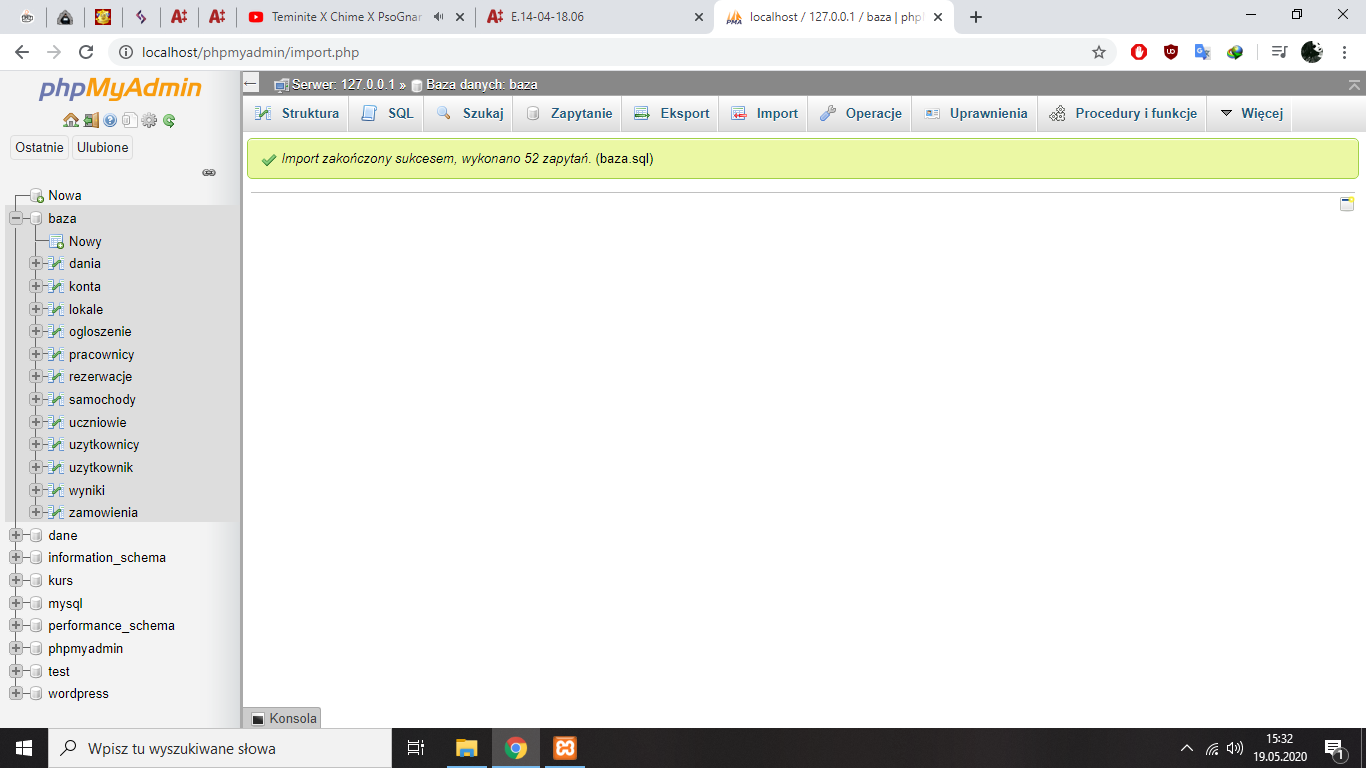 Teminite X Chime X PsoGnar
E.14-04-18.06
localhost / 127.0.0.1 / baza | php
localhost/phpmyadmin/import.php
phpMyAdmin
Ostatnie
Ulubione
Nowa
baza
Nowy
dania
konta
lokale
ogloszenie
pracownicy
rezerwacje
samochody
uczniowie
uzytkownicy
uzytkownik
wyniki
zamowienia
dane
information_schema
kurs
mysql
performance_schema
phpmyadmin
test
wordpress
Serwer: 127.0.0.1 » Baza danych: baza
Struktura SQL Szukaj Zapytanie Eksport Import Operacje Uprawnienia Procedury i funkcje Więcej
Import zakończony sukcesem, wykonano 52 zapytań. (baza.sql)
Konsola
Wpisz tu wyszukiwane słowo
15:32
19.05.2020
1